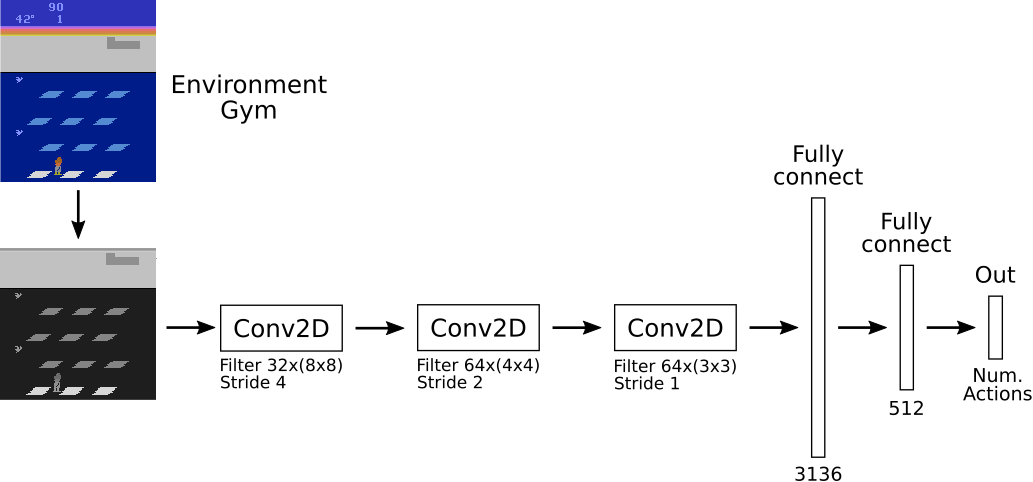 90
42° 1
Environment
Gym
Fully
connect
Fully
connect
Out
Conv2D
Conv2D
Conv2D
Filter 32x(8x8)
Stride 4
Filter 64x(4x4)
Stride 2
Filter 64x(3x3)
Stride 1
Num.
Actions
512
3136